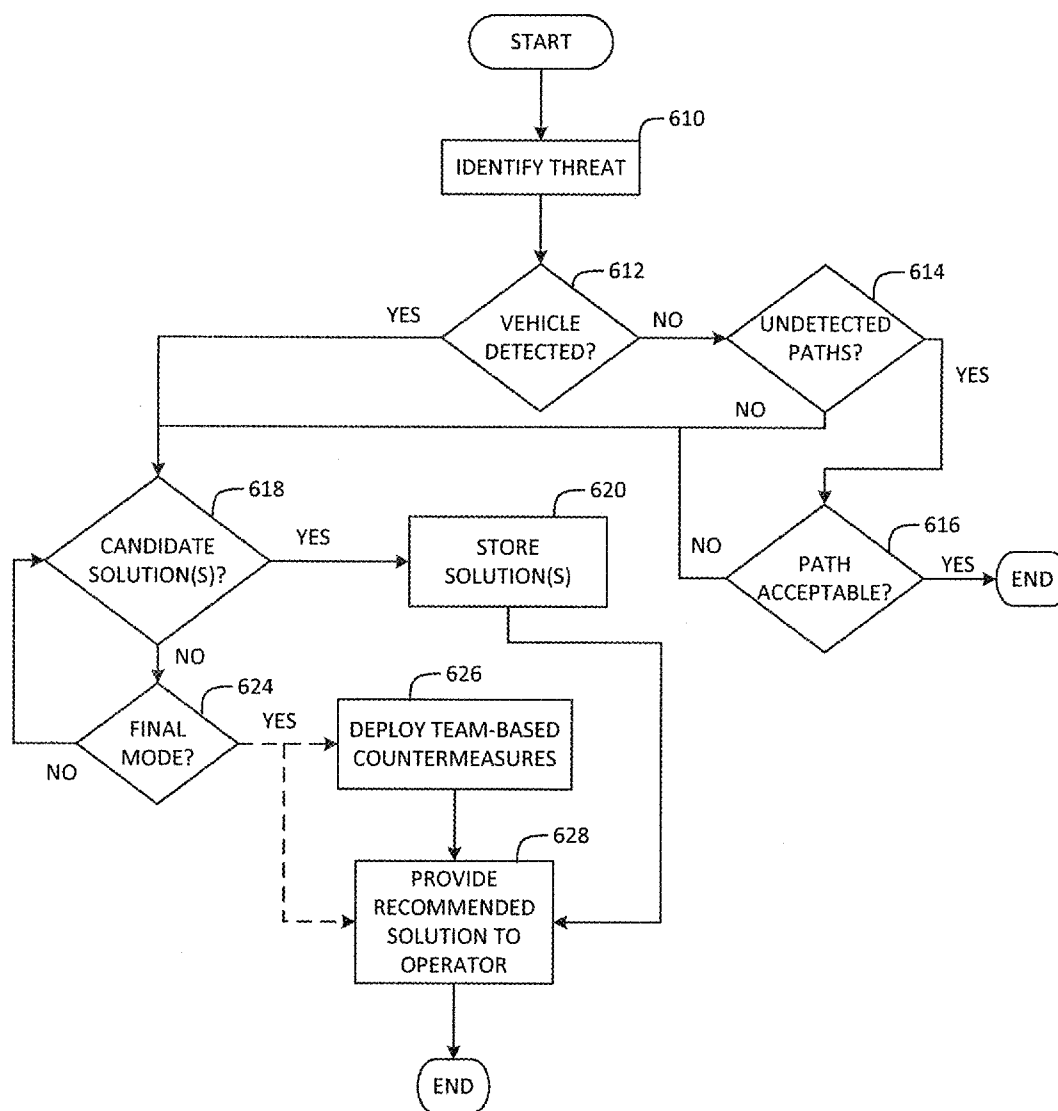 START
610
IDENTIFY THREAT
612
614
YES
VEHICLE
DETECTED?
NO
UNDETECTED
PATHS?
YES
NO
618
620
616
CANDIDATE
SOLUTION(S)?
YES
STORE
SOLUTION(S)
NO
PATH
ACCEPTABLE?
YES
END
NO
624
626
FINAL
MODE?
YES
NO
DEPLOY TEAM-BASED
COUNTERMEASURES
628
PROVIDE
RECOMMENDED
SOLUTION TO
OPERATOR
END